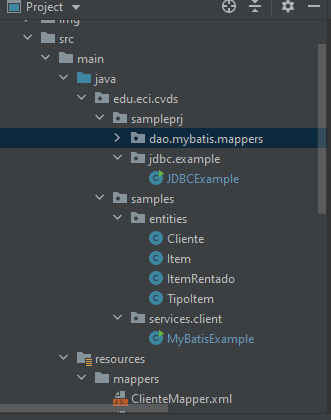 Project
img
src
main
java
edu.eci.cvds
sampleprj
dao.mybatis.mappers
jdbc.example
JDBCExample
samples
entities
Cliente
Item
ItemRentado
TipoItem
services.client
MyBatisExample
resources
mappers
ClienteMapper.xml